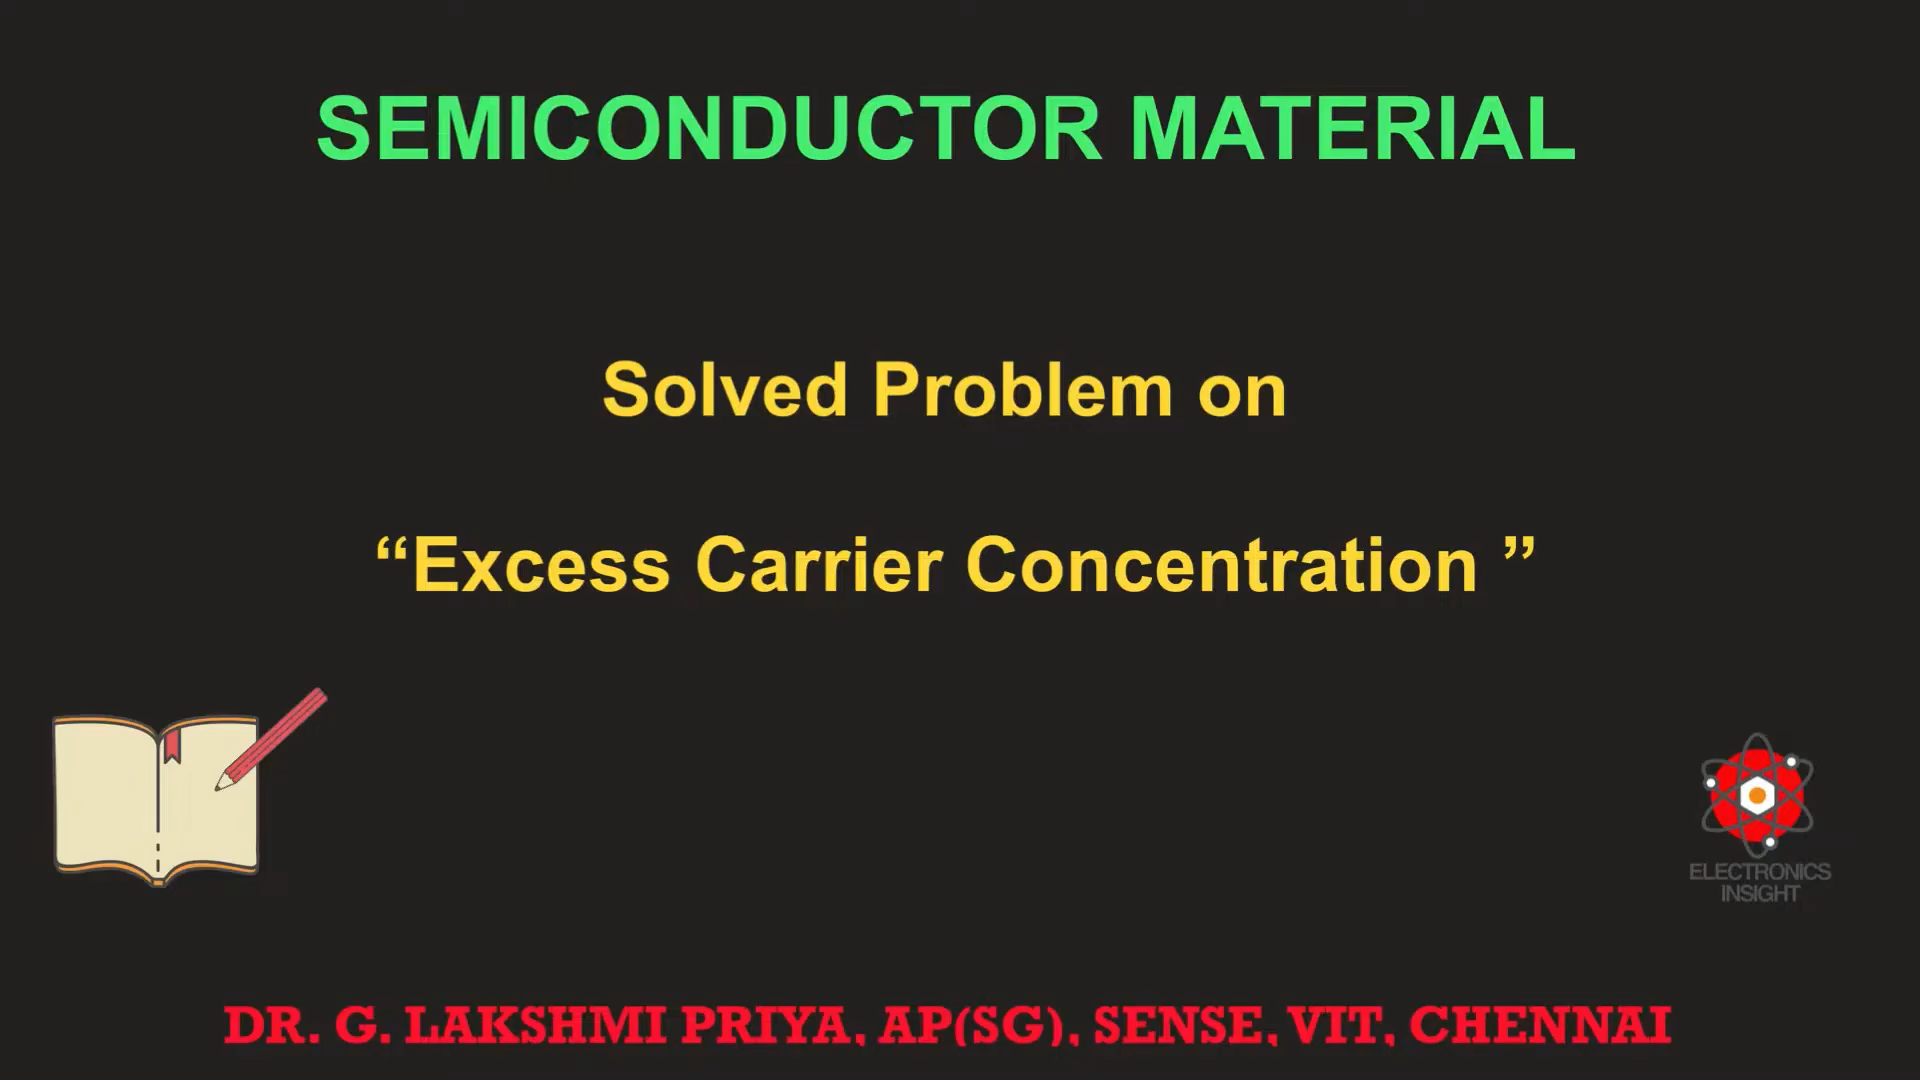 SEMICONDUCTOR MATERIAL
Solved Problem on
“Excess Carrier Concentration ”
ELECTRONICS
INSIGHT
DR. G. LAKSHMI PRIYA, AP(SG), SENSE, VIT, CHENNAI